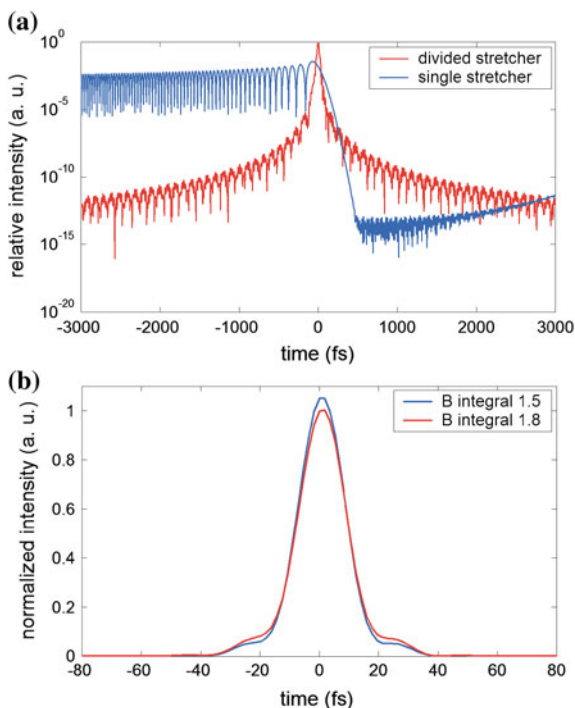 (a)
relative intensity (a. u.)
10^0
10^-5
10^-10
10^-15
10^-20
divided stretcher
single stretcher
-3000 -2000 -1000 0 1000 2000 3000
time (fs)
(b)
normalized intensity (a. u.)
1
0.8
0.6
0.4
0.2
0
B integral 1.5
B integral 1.8
-80 -60 -40 -20 0 20 40 60 80
time (fs)